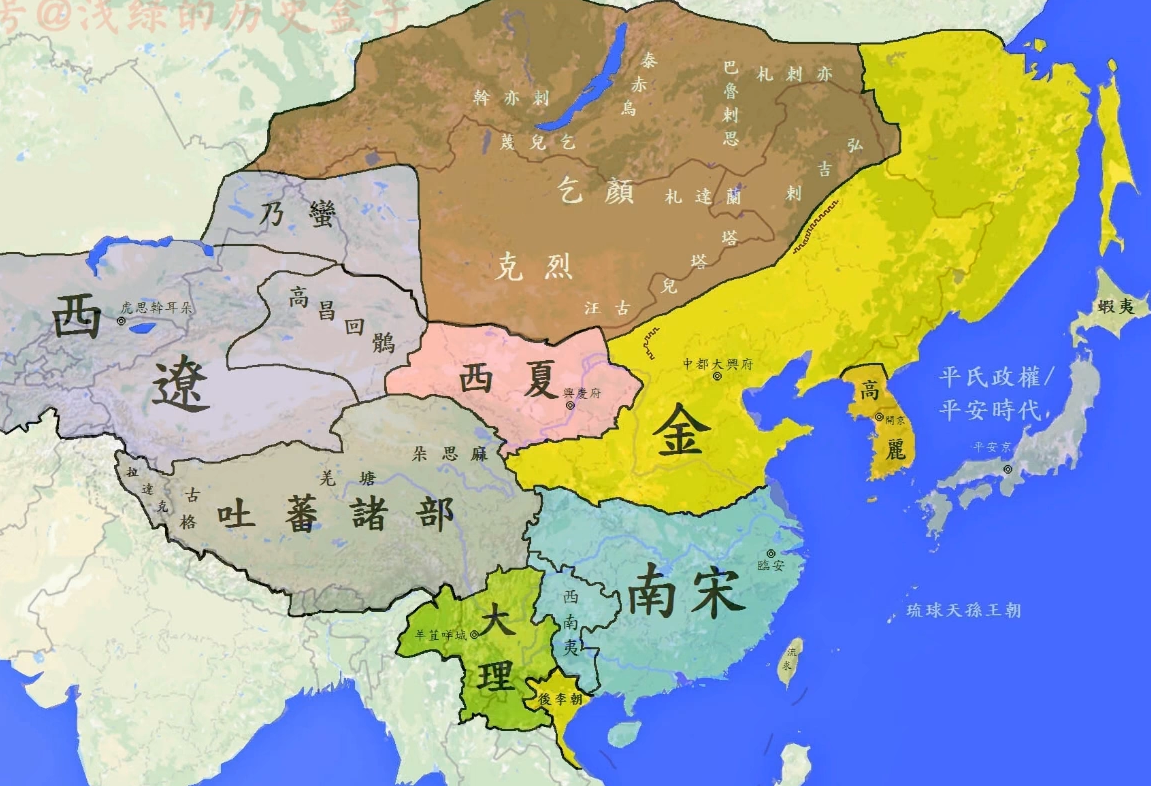 号@浅绿的历史盒子
泰赤烏
巴魯剌思
札剌亦
斡亦剌
蔑兒乞
弘吉剌
乞顏
札達蘭
乃蠻
塔塔兒
克烈
汪古
西遼
虎思斡耳朵
高昌回鶻
蝦夷
西夏
興慶府
中都大興府
金
高麗
開京
平氏政權/
平安時代
平安京
朵思麻
羌塘
拉達克
古格
吐蕃諸部
臨安
南宋
西南夷
大理
羊苴咩城
琉球天孫王朝
流求
後李朝